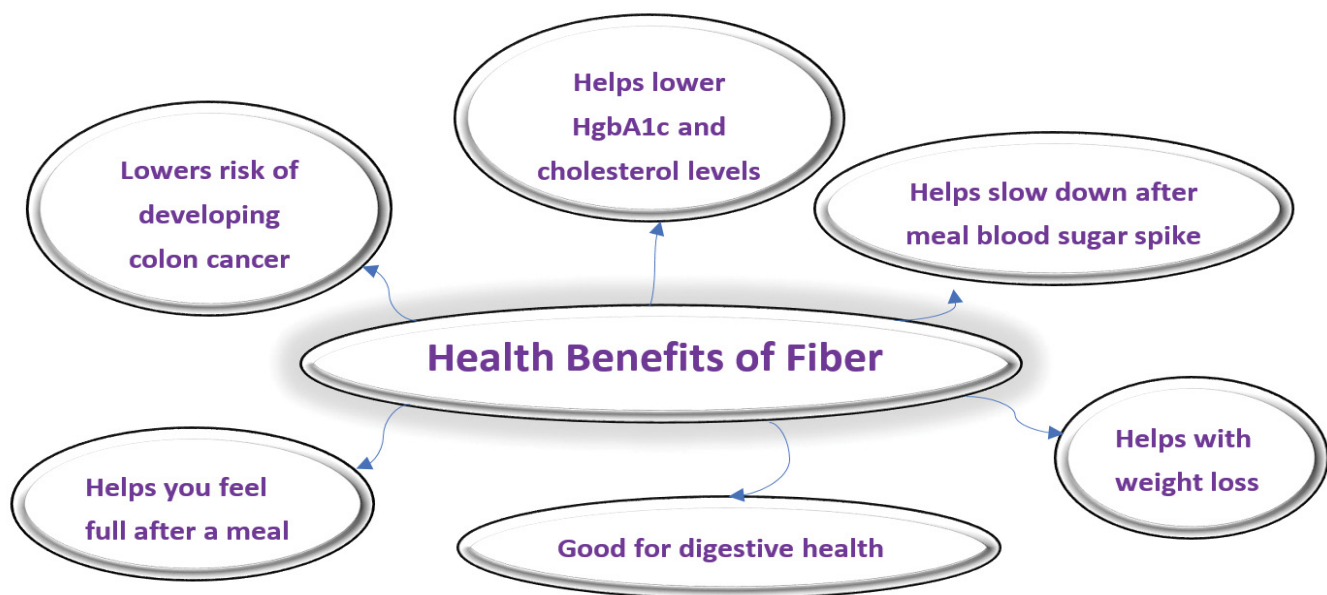 Helps lower
HgbA1c and
cholesterol levels
Lowers risk of
developing
colon cancer
Helps slow down after
meal blood sugar spike
Health Benefits of Fiber
Helps with
weight loss
Helps you feel
full after a meal
Good for digestive health